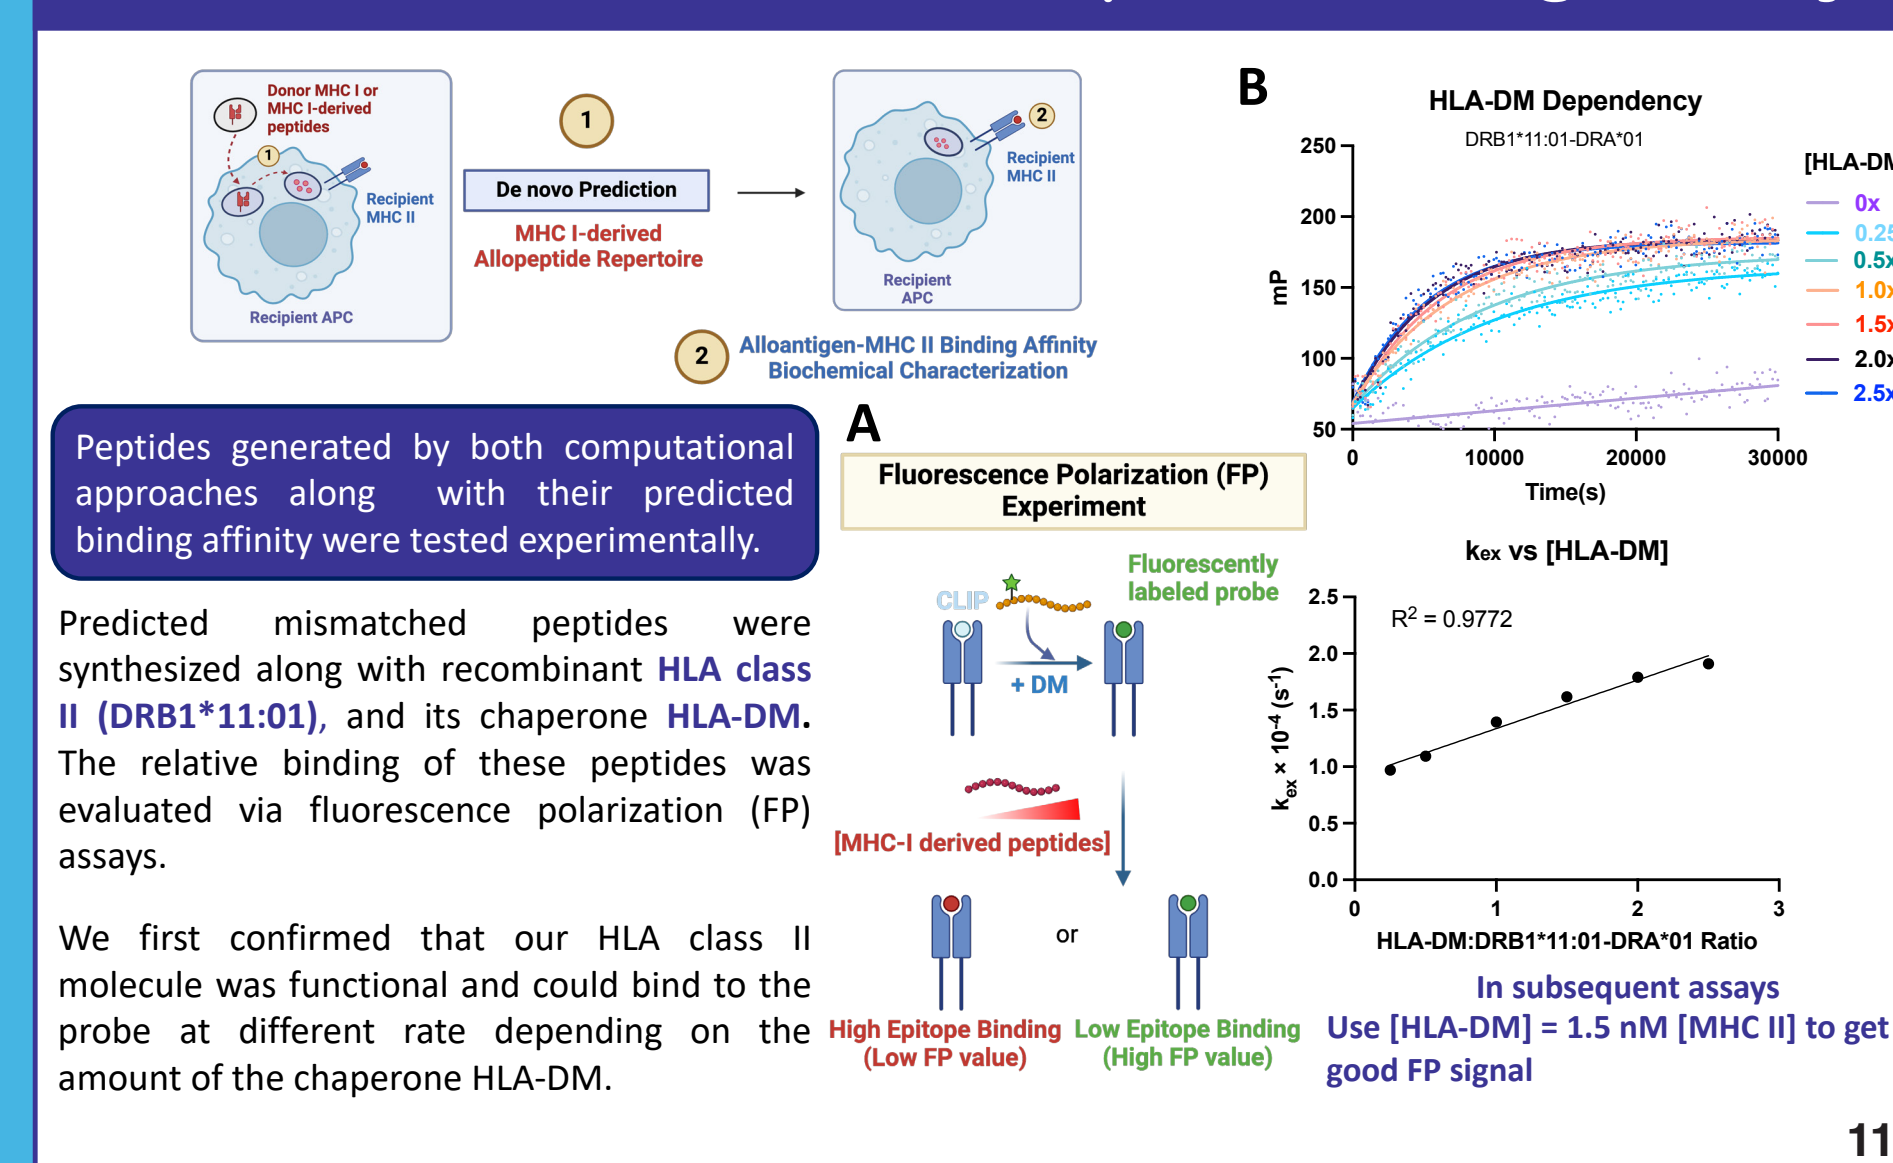 Donor MHC I or
MHC I-derived
peptides
1
Recipient
MHC II
Recipient APC
1
De novo Prediction
MHC I-derived
Allopeptide Repertoire
2
Recipient
MHC II
Recipient
APC
2
Alloantigen-MHC II Binding Affinity
Biochemical Characterization
Peptides generated by both computational
approaches along with their predicted
binding affinity were tested experimentally.
Predicted mismatched peptides were
synthesized along with recombinant HLA class
II (DRB1*11:01), and its chaperone HLA-DM.
The relative binding of these peptides was
evaluated via fluorescence polarization (FP)
assays.
We first confirmed that our HLA class II
molecule was functional and could bind to the
probe at different rate depending on the
amount of the chaperone HLA-DM.
A
Fluorescence Polarization (FP)
Experiment
Fluorescently
labeled probe
CLIP
+ DM
[MHC-I derived peptides]
or
High Epitope Binding
(Low FP value)
Low Epitope Binding
(High FP value)
B
HLA-DM Dependency
DRB1*11:01-DRA*01
mP
250
200
150
100
50
0 10000 20000 30000
Time(s)
[HLA-DM
0x
0.25
0.5x
1.0x
1.5x
2.0x
2.5x
kex vs [HLA-DM]
R² = 0.9772
kex × 10⁻⁴ (s⁻¹)
2.5
2.0
1.5
1.0
0.5
0.0
0 1 2 3
HLA-DM:DRB1*11:01-DRA*01 Ratio
In subsequent assays
Use [HLA-DM] = 1.5 nM [MHC II] to get
good FP signal
11